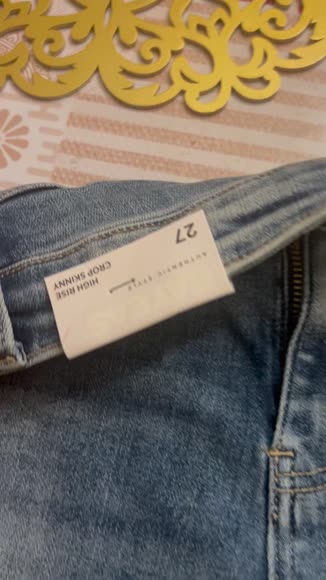 27
AUTHENTIC STYLE
HIGH RISE
CROP SKINNY